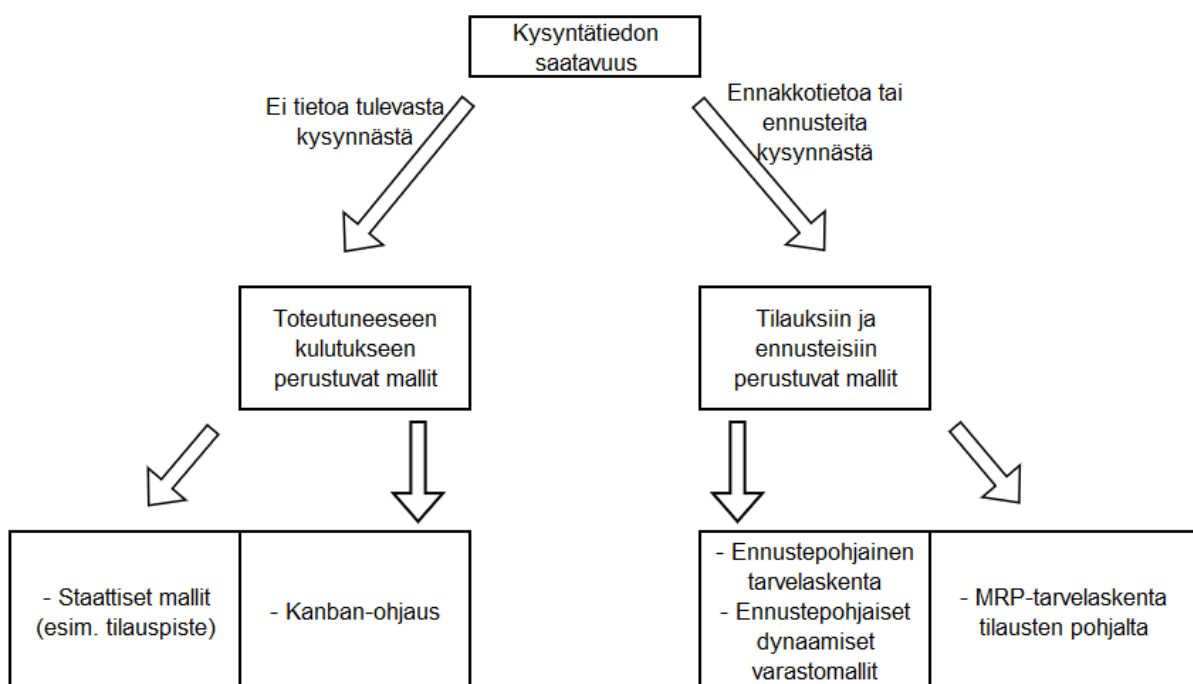 Kysyntätiedon
saatavuus
Ei tietoa tulevasta
kysynnästä
Ennakkotietoa tai
ennusteita
kysynnästä
Toteutuneeseen
kulutukseen
perustuvat mallit
Tilauksiin ja
ennusteisiin
perustuvat mallit
- Staattiset mallit
(esim. tilauspiste)
- Kanban-ohjaus
- Ennustepohjainen
tarvelaskenta
- Ennustepohjaiset
dynaamiset
varastomallit
- MRP-tarvelaskenta
tilausten pohjalta